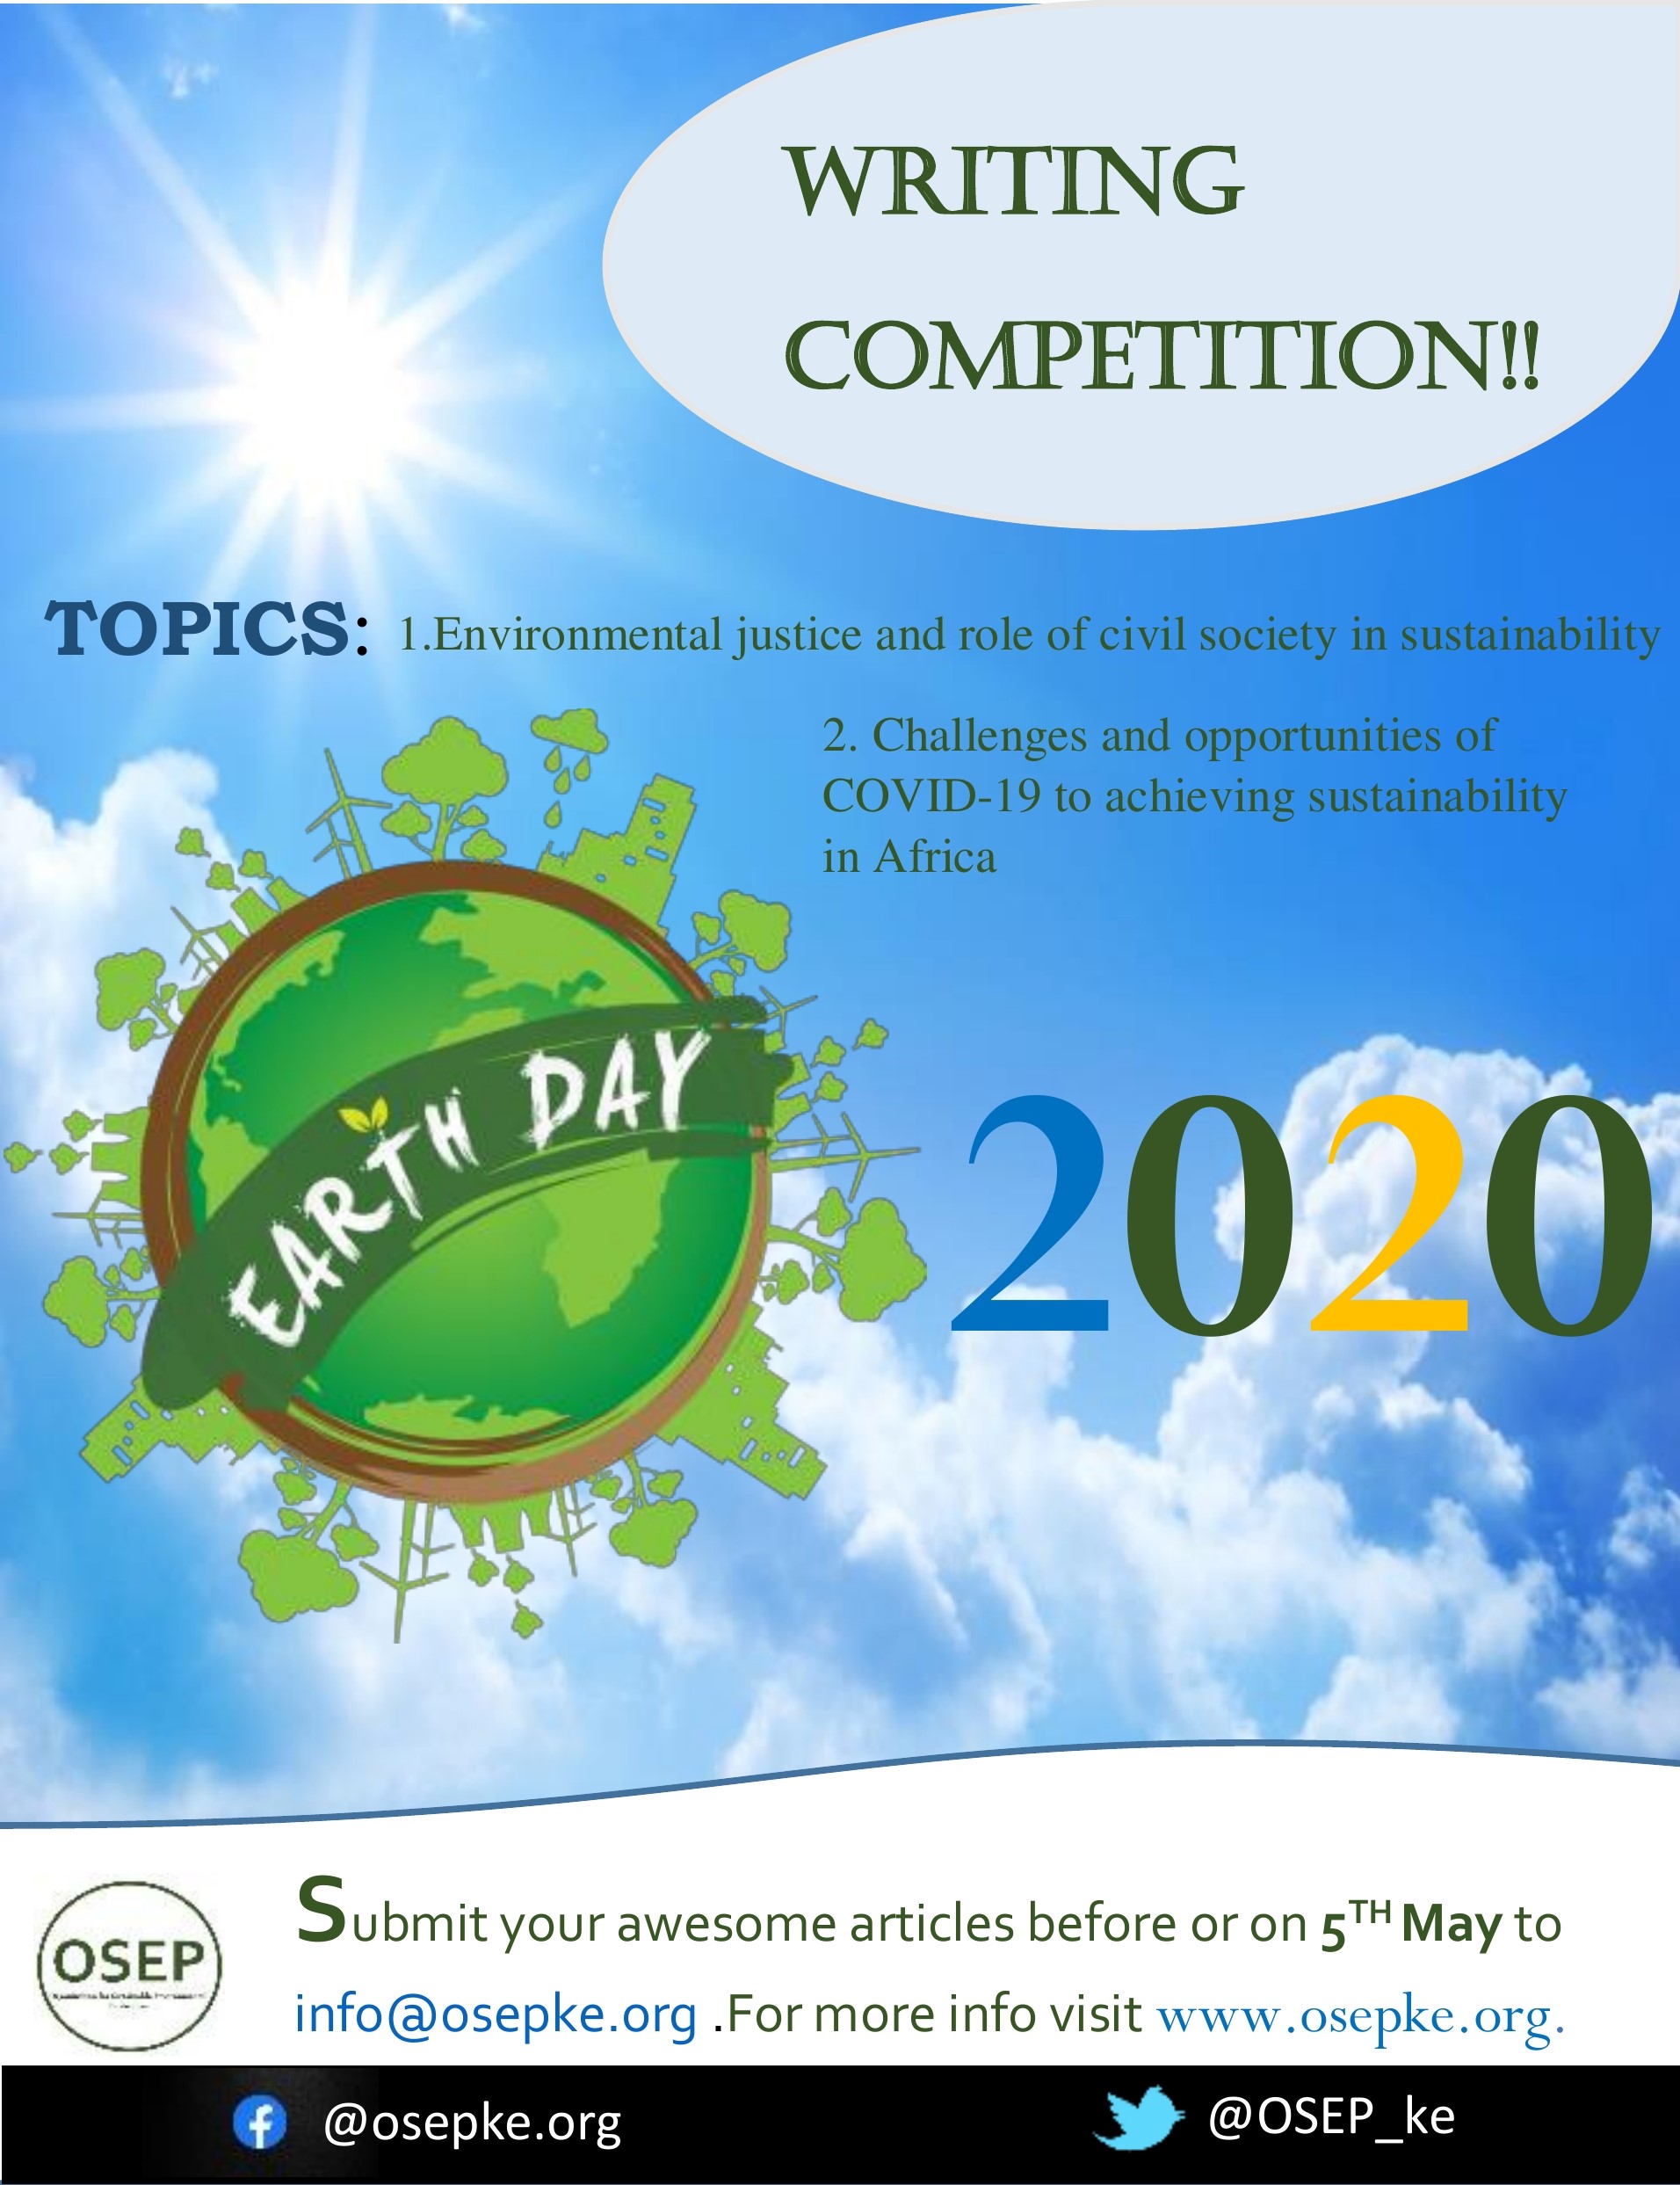 WRITING
COMPETITION!!
TOPICS: 1.Environmental justice and role of civil society in sustainability
2. Challenges and opportunities of
COVID-19 to achieving sustainability
in Africa
EARTH DAY
2020
Submit your awesome articles before or on 5TH May to
info@osepke.org .For more info visit www.osepke.org.
OSEP
@osepke.org
@OSEP_ke